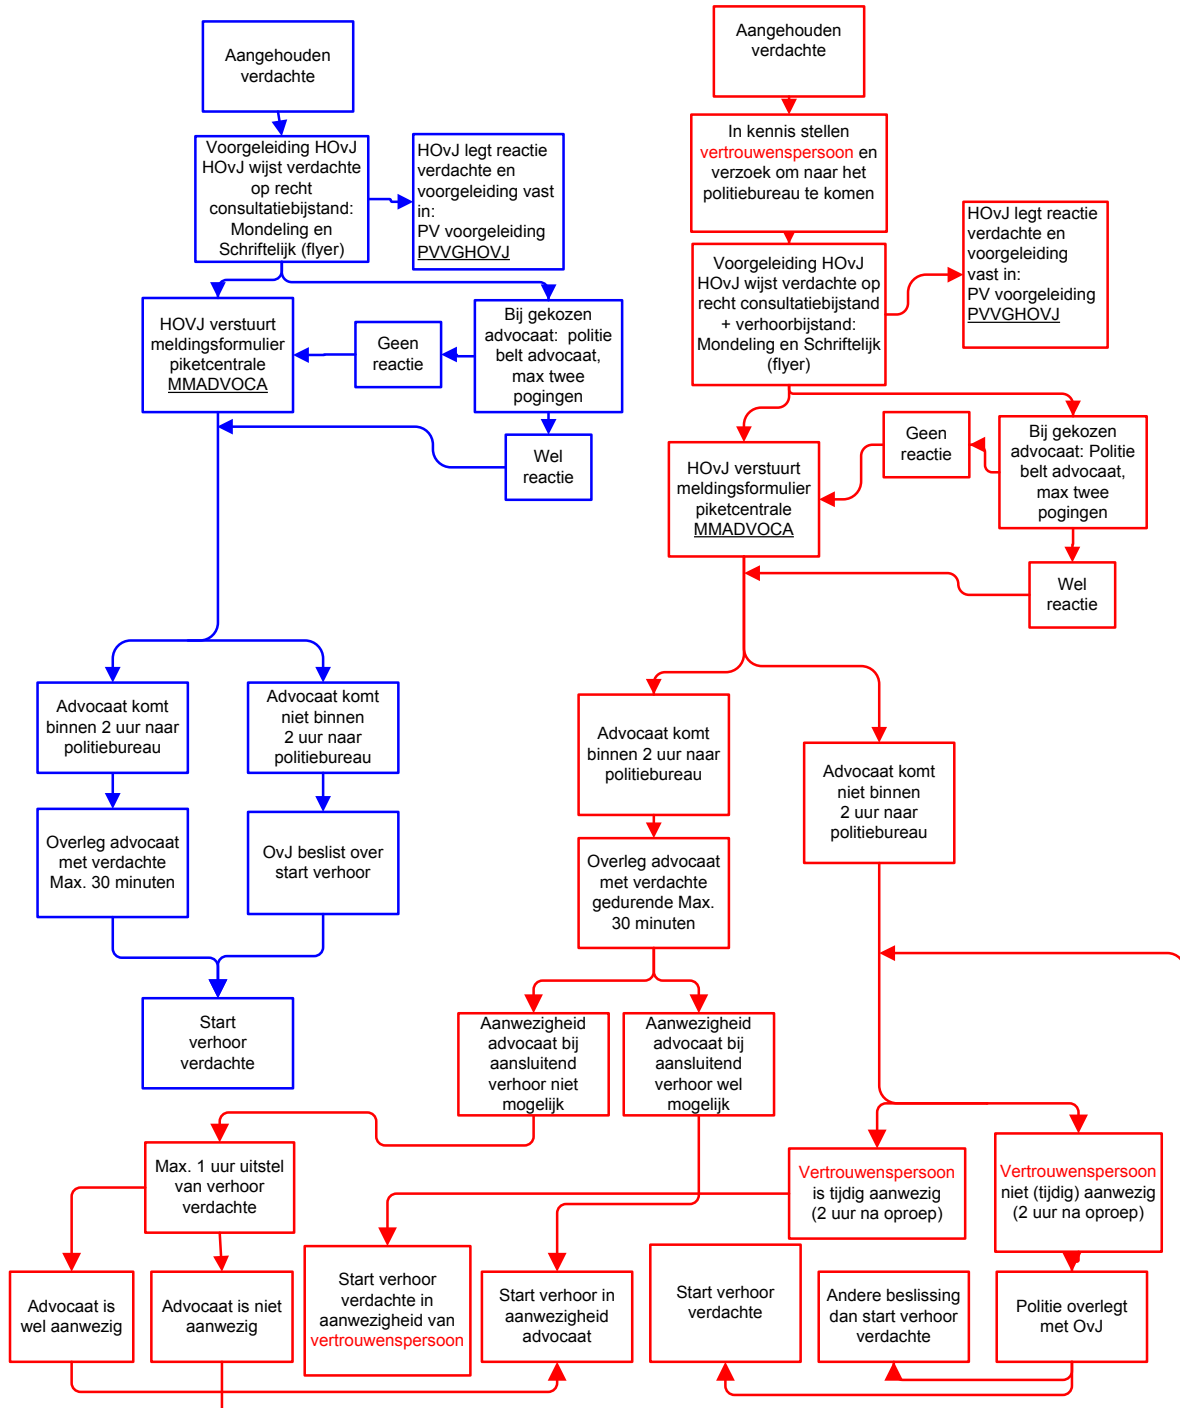 Aangehouden
verdachte
Voorgeleiding HOvJ
HOvJ wijst verdachte
op recht
consultatiebijstand:
Mondeling en
Schriftelijk (flyer)
HOvJ legt reactie
verdachte en
voorgeleiding vast
in:
PV voorgeleiding
PVVGHOVJ
HOVJ verstuurt
meldingsformulier
piketcentrale
MMADVOCA
Geen
reactie
Bij gekozen
advocaat: politie
belt advocaat,
max twee
pogingen
Wel
reactie
Advocaat komt
binnen 2 uur naar
politiebureau
Advocaat komt
niet binnen
2 uur naar
politiebureau
Overleg advocaat
met verdachte
Max. 30 minuten
OvJ beslist over
start verhoor
Start
verhoor
verdachte
Aangehouden
verdachte
In kennis stellen
vertrouwenspersoon en
verzoek om naar het
politiebureau te komen
Voorgeleiding HOvJ
HOvJ wijst verdachte op
recht consultatiebijstand
+ verhoorbijstand:
Mondeling en Schriftelijk
(flyer)
HOvJ legt reactie
verdachte en
voorgeleiding
vast in:
PV voorgeleiding
PVVGHOVJ
HOvJ verstuurt
meldingsformulier
piketcentrale
MMADVOCA
Geen
reactie
Bij gekozen
advocaat: Politie
belt advocaat,
max twee
pogingen
Wel
reactie
Advocaat komt
binnen 2 uur naar
politiebureau
Advocaat komt
niet binnen
2 uur naar
politiebureau
Overleg advocaat
met verdachte
gedurende Max.
30 minuten
Aanwezigheid
advocaat bij
aansluitend
verhoor niet
mogelijk
Aanwezigheid
advocaat bij
aansluitend
verhoor wel
mogelijk
Max. 1 uur uitstel
van verhoor
verdachte
Vertrouwenspersoon
is tijdig aanwezig
(2 uur na oproep)
Vertrouwenspersoon
niet (tijdig) aanwezig
(2 uur na oproep)
Advocaat is
wel aanwezig
Advocaat is niet
aanwezig
Start verhoor
verdachte in
aanwezigheid van
vertrouwenspersoon
Start verhoor in
aanwezigheid
advocaat
Start verhoor
verdachte
Andere beslissing
dan start verhoor
verdachte
Politie overlegt
met OvJ